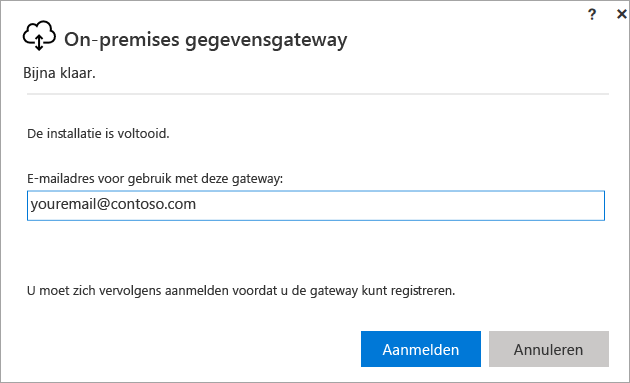 ? ×
On-premises gegevensgateway
Bijna klaar.
De installatie is voltooid.
E-mailadres voor gebruik met deze gateway:
youremail@contoso.com
U moet zich vervolgens aanmelden voordat u de gateway kunt registreren.
Aanmelden Annuleren